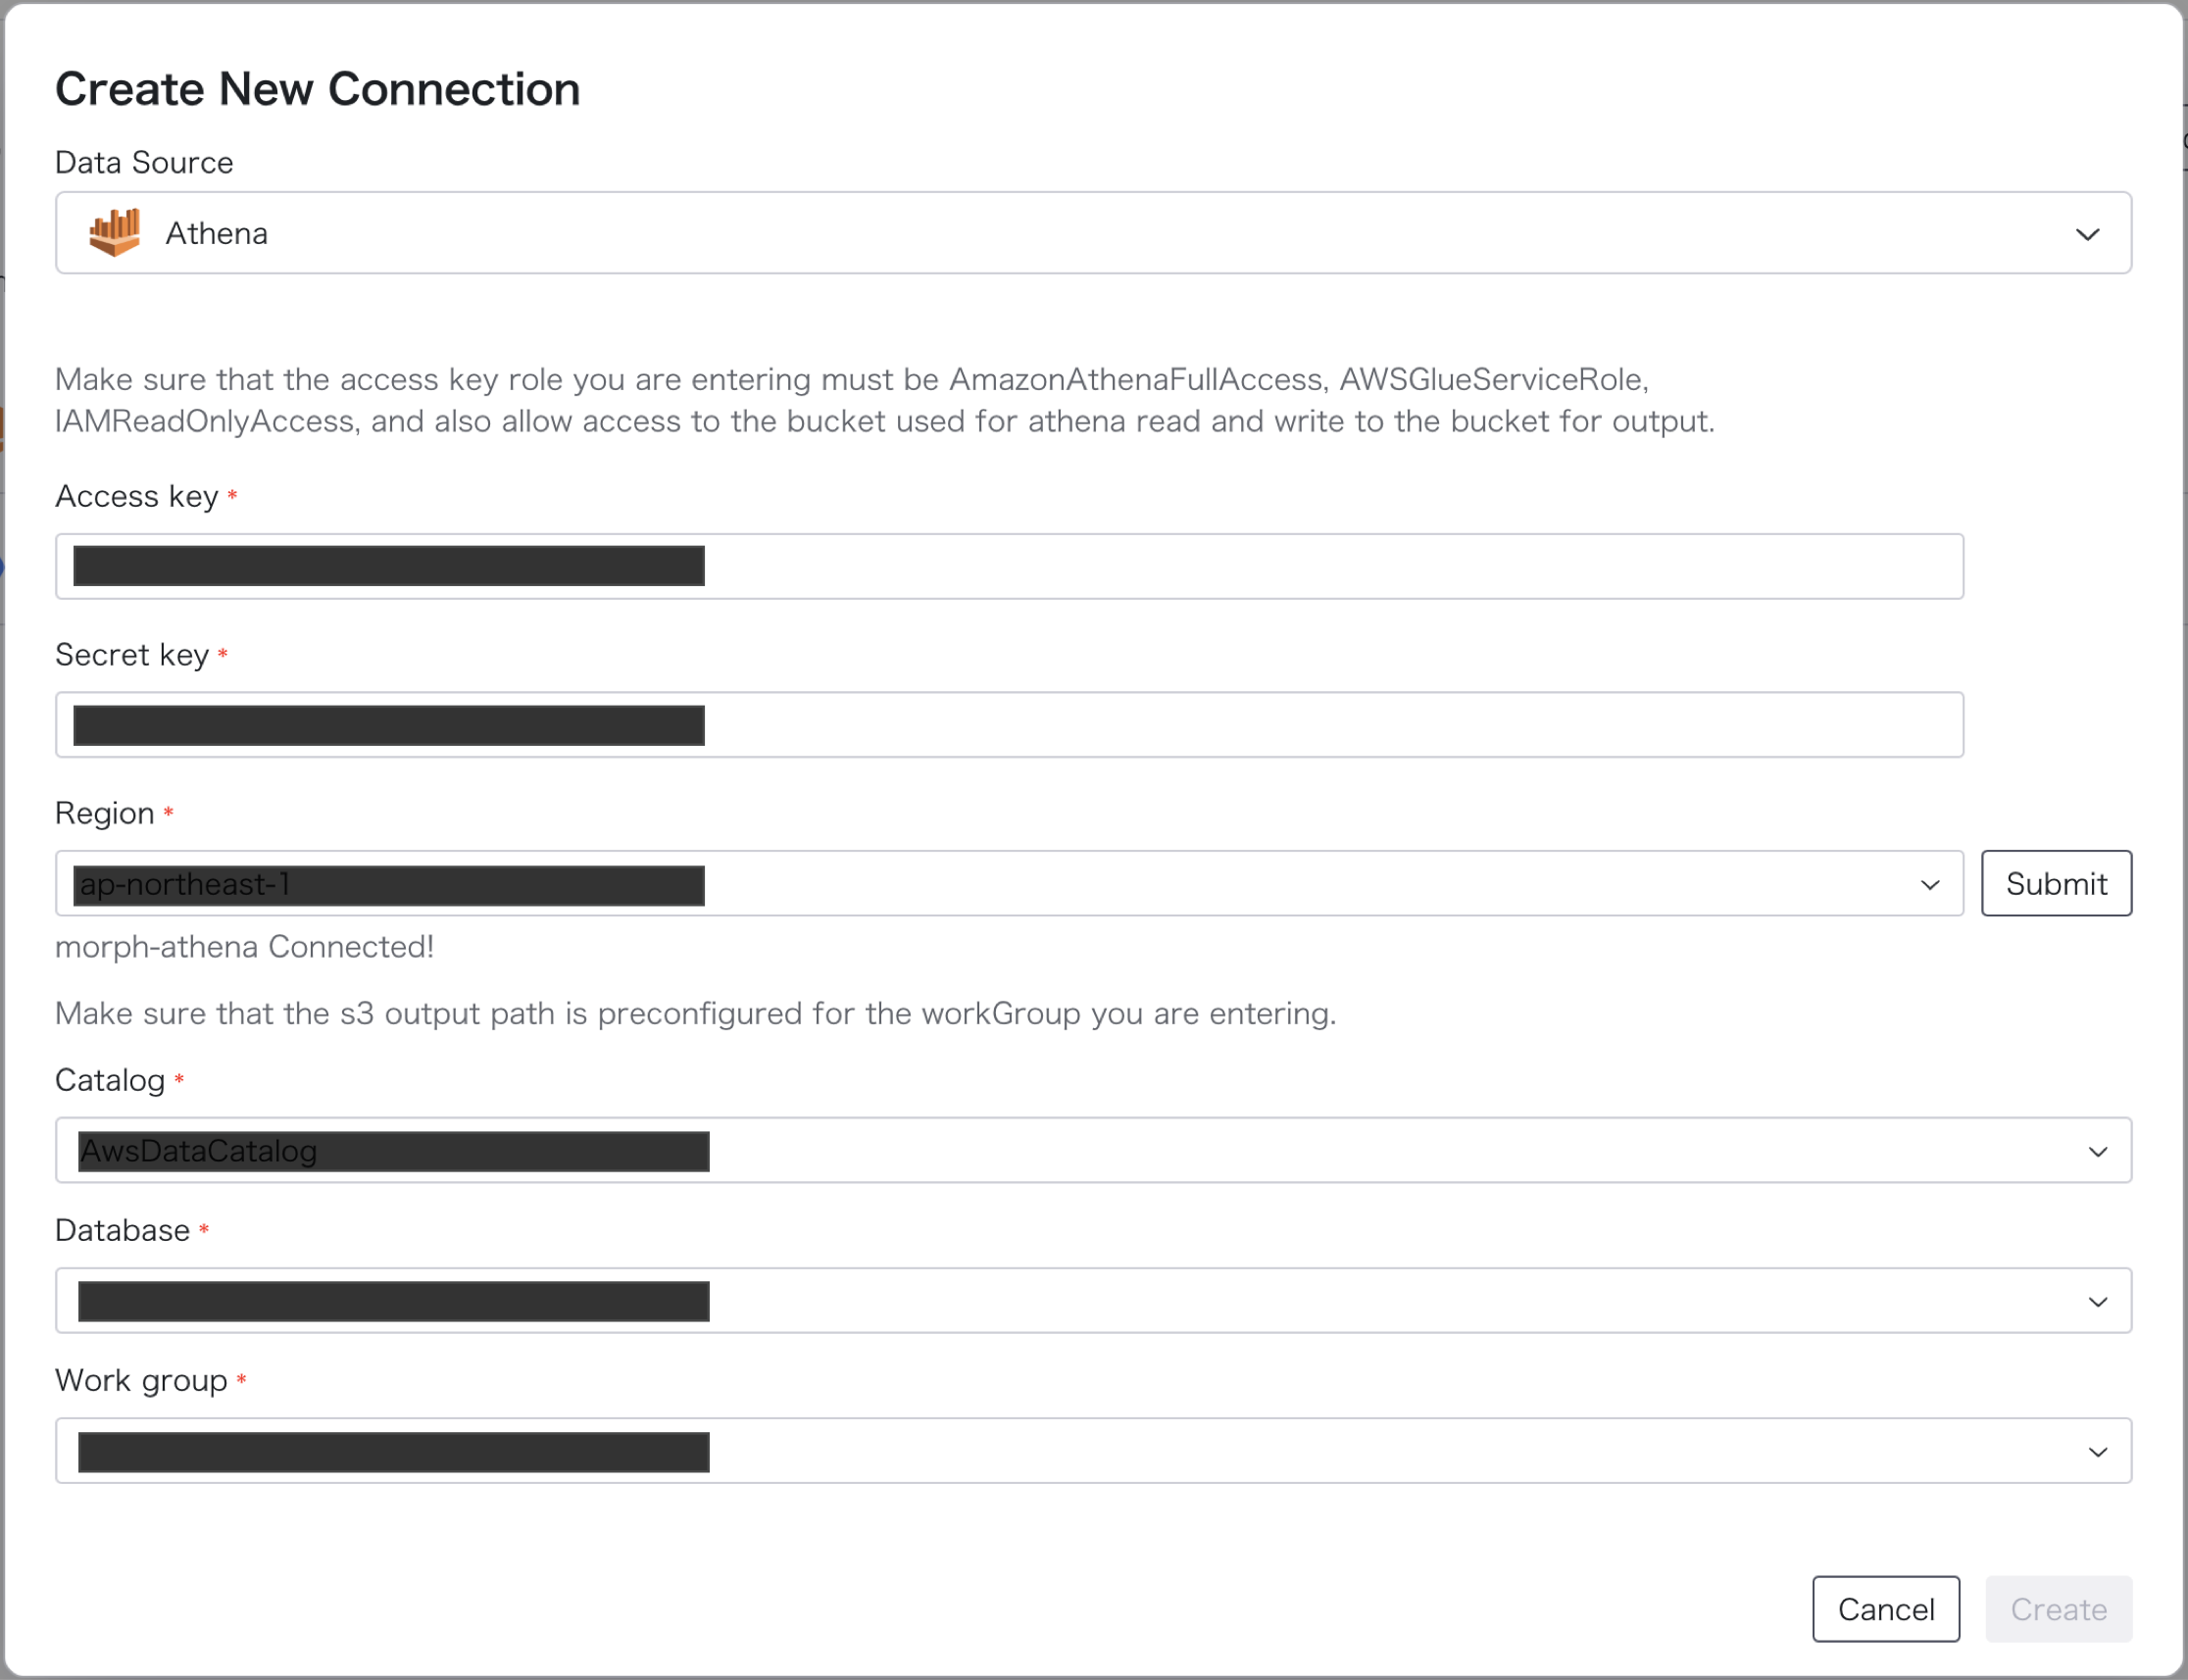 Create New Connection
Data Source
Athena
Make sure that the access key role you are entering must be AmazonAthenaFullAccess, AWSGlueServiceRole,
IAMReadOnlyAccess, and also allow access to the bucket used for athena read and write to the bucket for output.
Access key *
Secret key *
Region *
ap-northeast-1
Submit
morph-athena Connected!
Make sure that the s3 output path is preconfigured for the workGroup you are entering.
Catalog *
AwsDataCatalog
Database *
Work group *
Cancel
Create